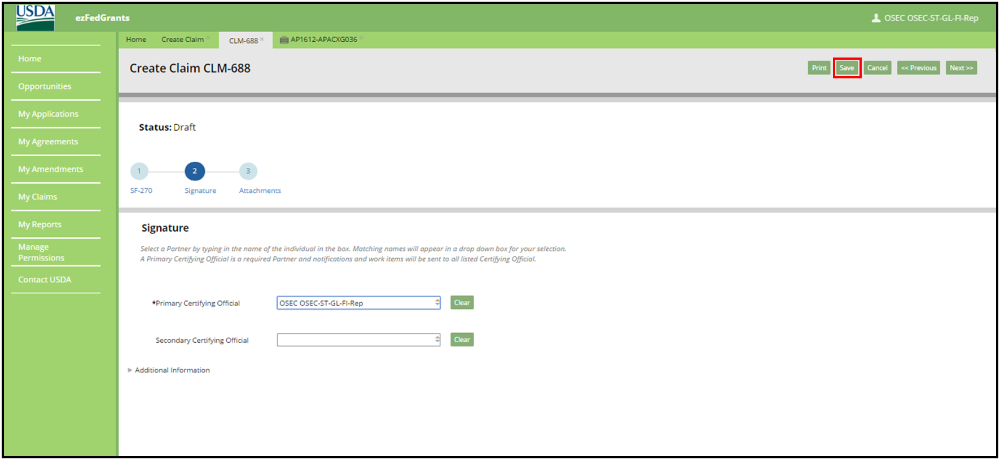 USDA
ezFedGrants
OSEC OSEC-ST-GL-FI-Rep
Home
Create Claim
CLM-688
AP1612-APACXG036
Home
Opportunities
My Applications
My Agreements
My Amendments
My Claims
My Reports
Manage
Permissions
Contact USDA
Create Claim CLM-688
Print
Save
Cancel
<< Previous
Next >>
Status: Draft
1
2
3
SF-270
Signature
Attachments
Signature
Select a Partner by typing in the name of the individual in the box. Matching names will appear in a drop down box for your selection.
A Primary Certifying Official is a required Partner and notifications and work items will be sent to all listed Certifying Official.
*Primary Certifying Official
OSEC OSEC-ST-GL-FI-Rep
Clear
Secondary Certifying Official
Clear
Additional Information